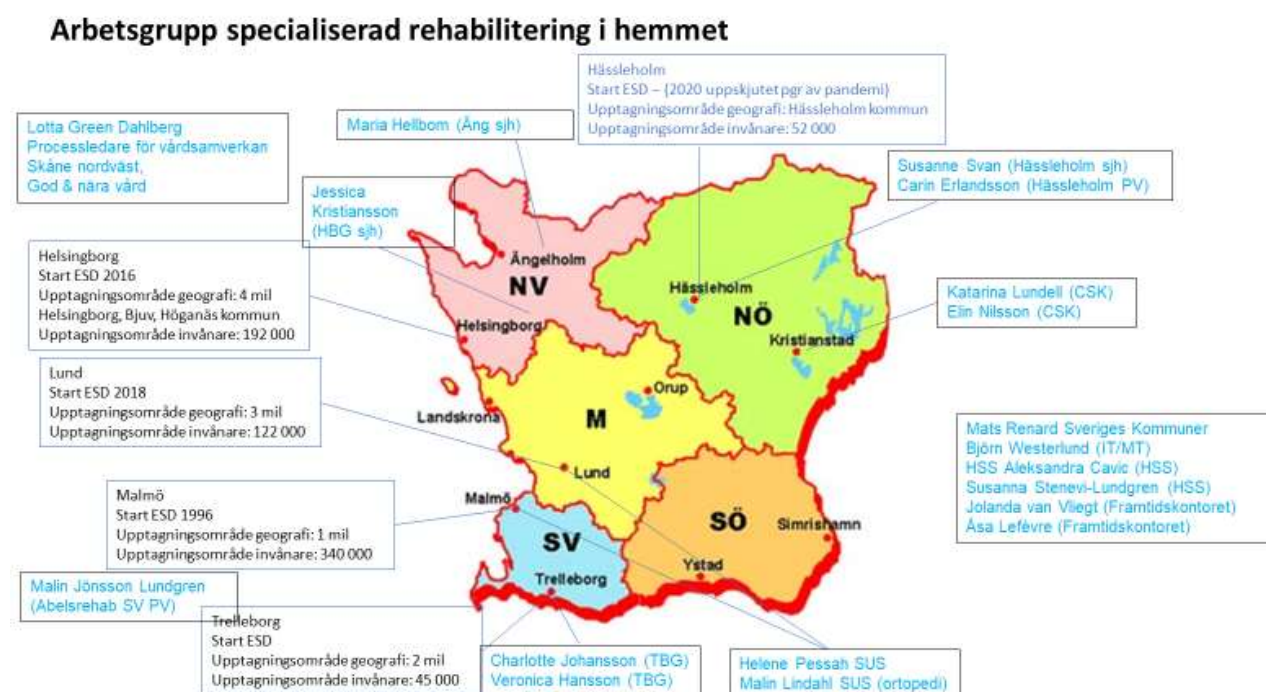 Arbetsgrupp specialiserad rehabilitering i hemmet
Hässleholm
Start ESD – {2020 uppskjutet pgr av pandemi}
Upptagningsområde geografi: Hässleholm kommun
Upptagningsområde invånare: 52 000
Lotta Green Dahlberg
Processledare för vårdsamverkan
Skåne nordväst,
God & nära vård
Maria Hellbom (Äng sjh)
Susanne Svan (Hässleholm sjh)
Carin Erlandsson (Hässleholm PV)
Jessica
Kristiansson
(HBG sjh)
Helsingborg
Start ESD 2016
Upptagningsområde geografi: 4 mil
Helsingborg, Bjuv, Höganäs kommun
Upptagningsområde invånare: 192 000
Katarina Lundell (CSK)
Elin Nilsson (CSK)
Lund
Start ESD 2018
Upptagningsområde geografi: 3 mil
Upptagningsområde invånare: 122 000
Mats Renard Sveriges Kommuner
Björn Westerlund (IT/MT)
HSS Aleksandra Cavic (HSS)
Susanna Stenevi-Lundgren (HSS)
Jolanda van Vliegt (Framtidskontoret)
Åsa Lefèvre (Framtidskontoret)
Malmö
Start ESD 1996
Upptagningsområde geografi: 1 mil
Upptagningsområde invånare: 340 000
Malin Jönsson Lundgren
(Abelsrehab SV PV)
Trelleborg
Start ESD
Upptagningsområde geografi: 2 mil
Upptagningsområde invånare: 45 000
Charlotte Johansson (TBG)
Veronica Hansson (TBG)
Helene Pessah SUS
Malin Lindahl SUS (ortopedi)
Ängelholm
NV
Helsingborg
Hässleholm
NÖ
Kristianstad
Orup
Landskrona
M
Lund
Malmö
SV
Trelleborg
SÖ
Simrishamn
Ystad